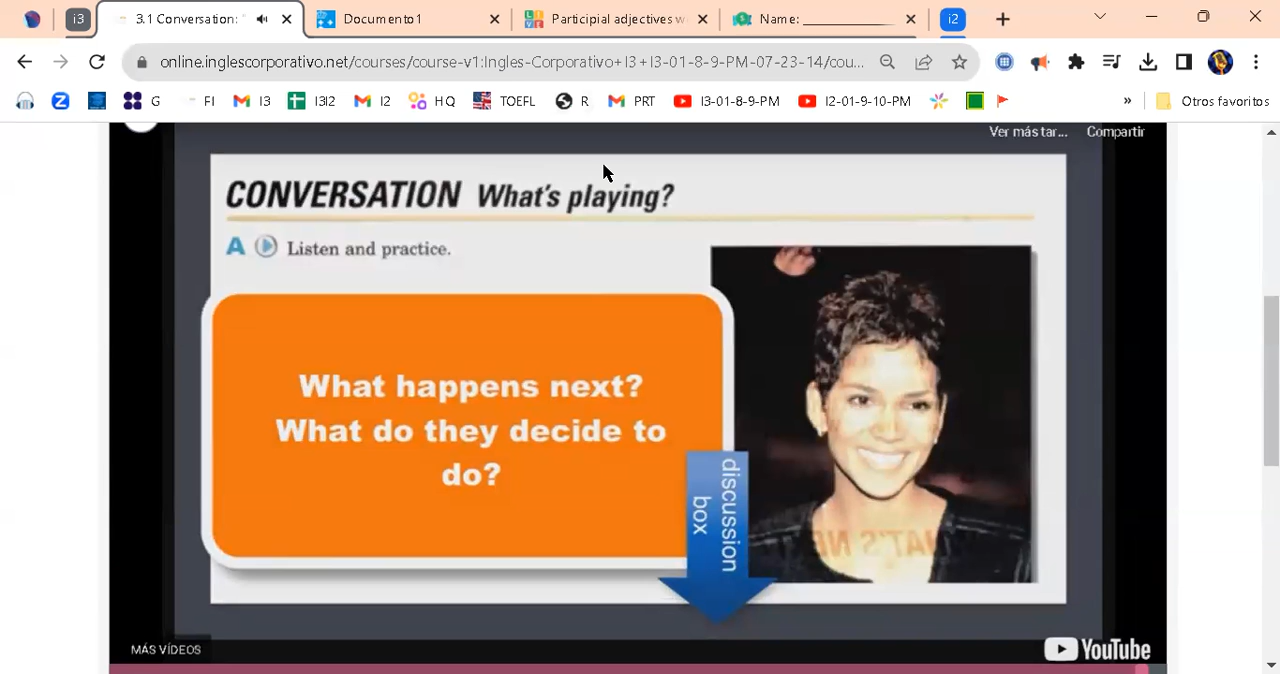 i3
3.1 Conversation: "
Documento1
Participial adjectives w
Name: ______________
i2
online.inglescorporativo.net/courses/course-v1:Ingles-Corporativo+I3+I3-01-8-9-PM-07-23-14/cou...
G
FI
I3
I3I2
I2
HQ
TOEFL
R
PRT
I3-01-8-9-PM
I2-01-9-10-PM
»
Otros favoritos
Ver más tar...
Compartir
CONVERSATION What's playing?
A Listen and practice.
What happens next?
What do they decide to
do?
discussion
box
MÁS VÍDEOS
YouTube